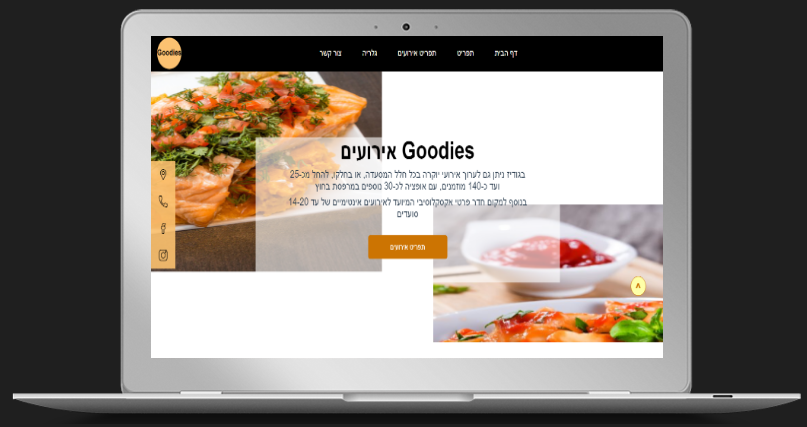 Goodies
דף הבית תפריט תפריט אירועים גלריה צור קשר
Goodies אירועים
בגודיז ניתן גם לערוך אירועי יוקרה בכל חלל המסעדה, או בחלקו, להחל מכ-25
ועד כ-140 מוזמנים, עם אופציה לכ-30 נוספים במרפסת בחוץ
בנוסף למקום חדר פרטי אקסקלוסיבי המיועד לאירועים אינטימיים של עד 14-20
סועדים
תפריט אירועים